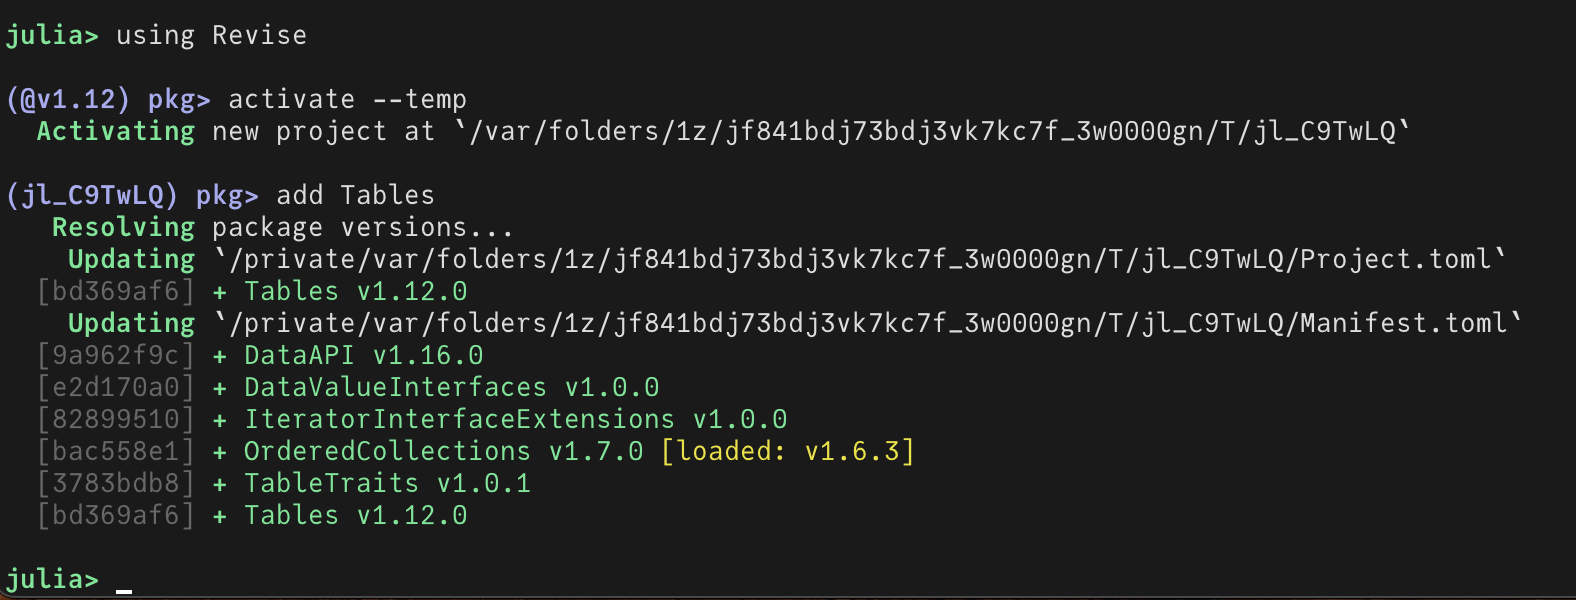 julia> using Revise
(@v1.12) pkg> activate --temp
Activating new project at `/var/folders/1z/jf841bdj73bdj3vk7kc7f_3w0000gn/T/jl_C9TwLQ`
(jl_C9TwLQ) pkg> add Tables
Resolving package versions...
Updating `/private/var/folders/1z/jf841bdj73bdj3vk7kc7f_3w0000gn/T/jl_C9TwLQ/Project.toml`
[bd369af6] + Tables v1.12.0
Updating `/private/var/folders/1z/jf841bdj73bdj3vk7kc7f_3w0000gn/T/jl_C9TwLQ/Manifest.toml`
[9a962f9c] + DataAPI v1.16.0
[e2d170a0] + DataValueInterfaces v1.0.0
[82899510] + IteratorInterfaceExtensions v1.0.0
[bac558e1] + OrderedCollections v1.7.0 [loaded: v1.6.3]
[3783bdb8] + TableTraits v1.0.1
[bd369af6] + Tables v1.12.0
julia> _